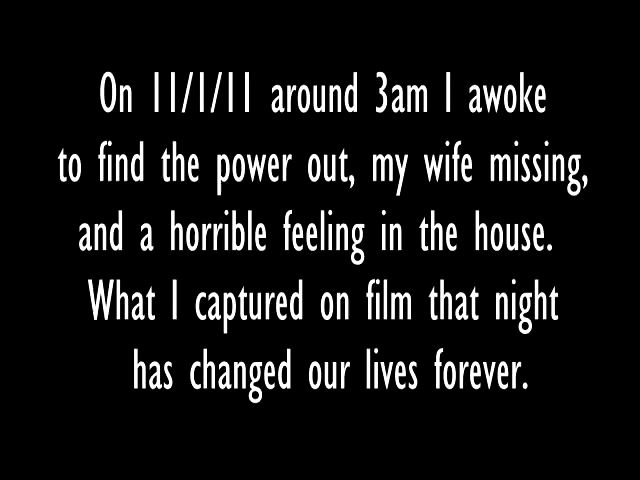 On 11/1/11 around 3am I awoke
to find the power out, my wife missing,
and a horrible feeling in the house.
What I captured on film that night
has changed our lives forever.